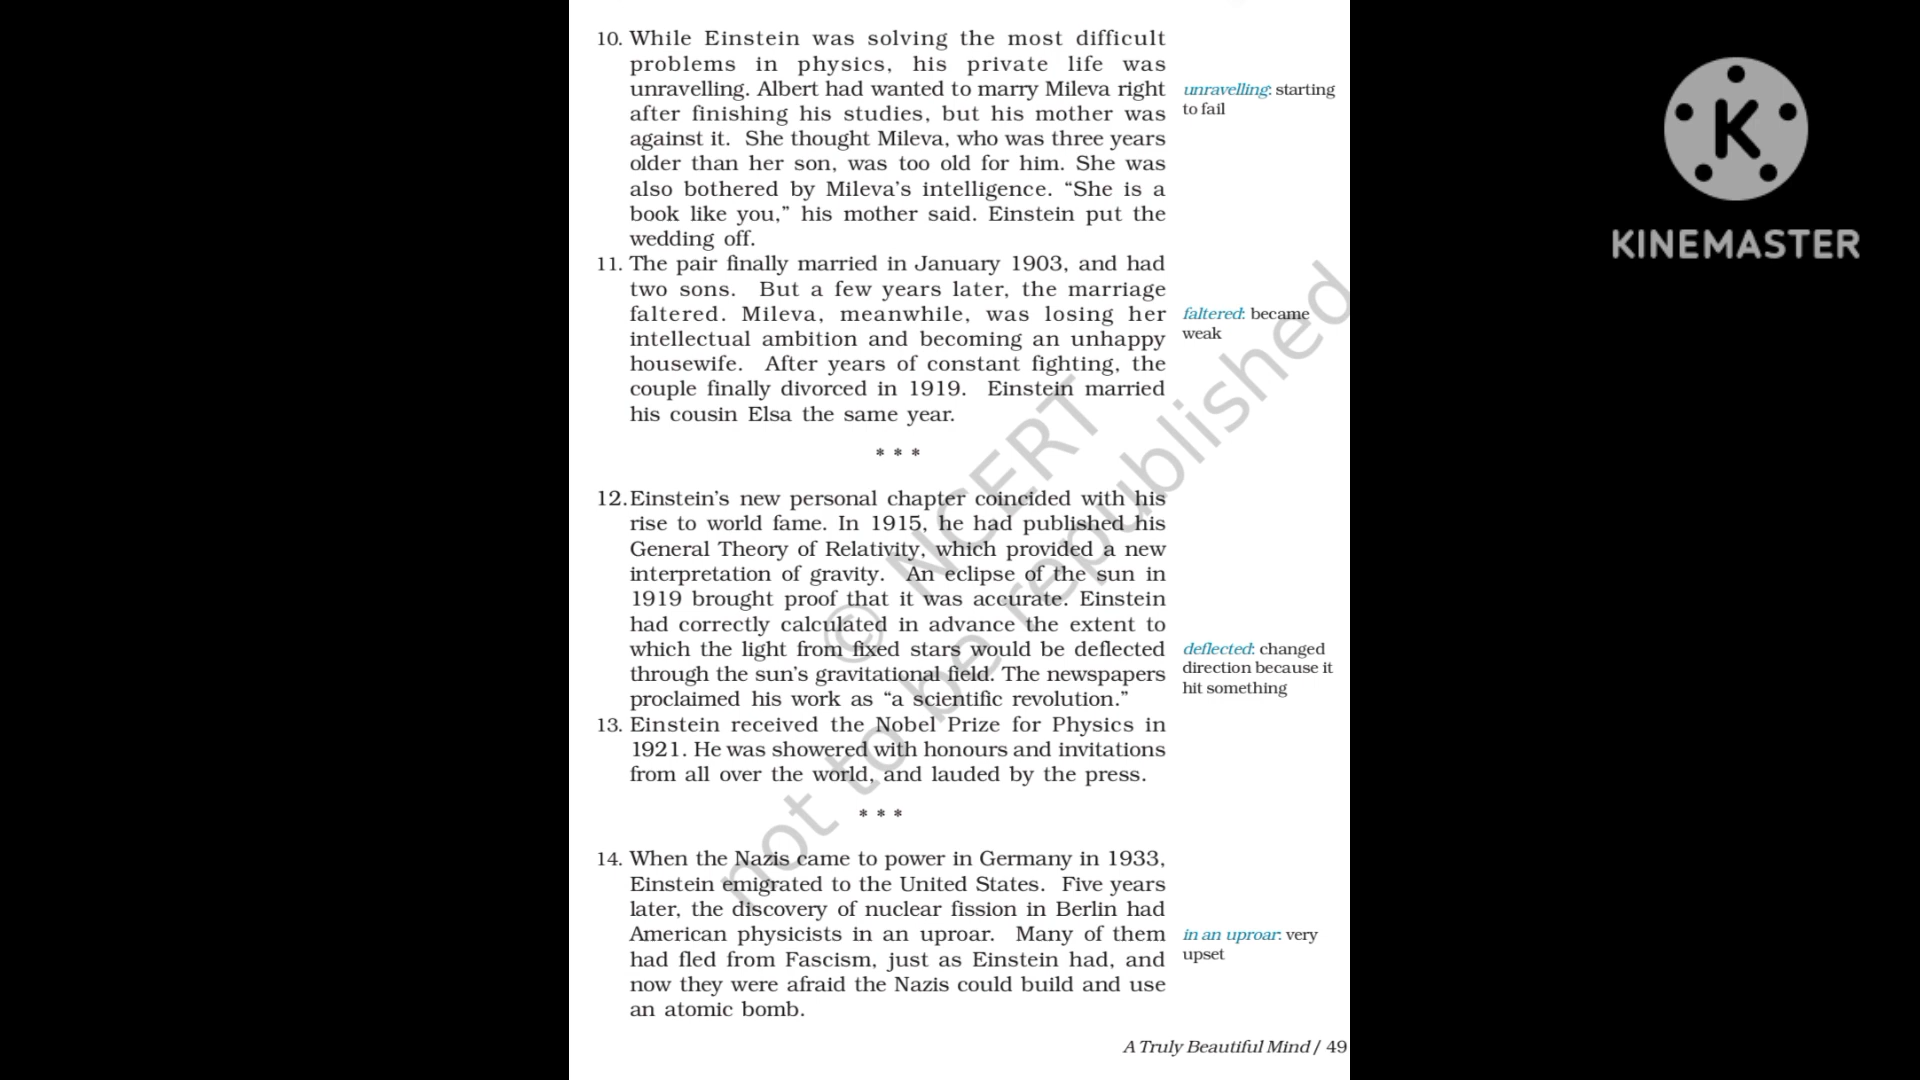 10. While Einstein was solving the most difficult
problems in physics, his private life was
unravelling. Albert had wanted to marry Mileva right
after finishing his studies, but his mother was
against it. She thought Mileva, who was three years
older than her son, was too old for him. She was
also bothered by Mileva's intelligence. “She is a
book like you,” his mother said. Einstein put the
wedding off.
unravelling: starting
to fail
11. The pair finally married in January 1903, and had
two sons. But a few years later, the marriage
faltered. Mileva, meanwhile, was losing her
intellectual ambition and becoming an unhappy
housewife. After years of constant fighting, the
couple finally divorced in 1919. Einstein married
his cousin Elsa the same year.
faltered: became
weak
* * *
12. Einstein's new personal chapter coincided with his
rise to world fame. In 1915, he had published his
General Theory of Relativity, which provided a new
interpretation of gravity. An eclipse of the sun in
1919 brought proof that it was accurate. Einstein
had correctly calculated in advance the extent to
which the light from fixed stars would be deflected
through the sun's gravitational field. The newspapers
proclaimed his work as “a scientific revolution.”
deflected: changed
direction because it
hit something
13. Einstein received the Nobel Prize for Physics in
1921. He was showered with honours and invitations
from all over the world, and lauded by the press.
* * *
14. When the Nazis came to power in Germany in 1933,
Einstein emigrated to the United States. Five years
later, the discovery of nuclear fission in Berlin had
American physicists in an uproar. Many of them
had fled from Fascism, just as Einstein had, and
now they were afraid the Nazis could build and use
an atomic bomb.
in an uproar: very
upset
A Truly Beautiful Mind / 49
© NCERT
not to be republished
K
KINEMASTER